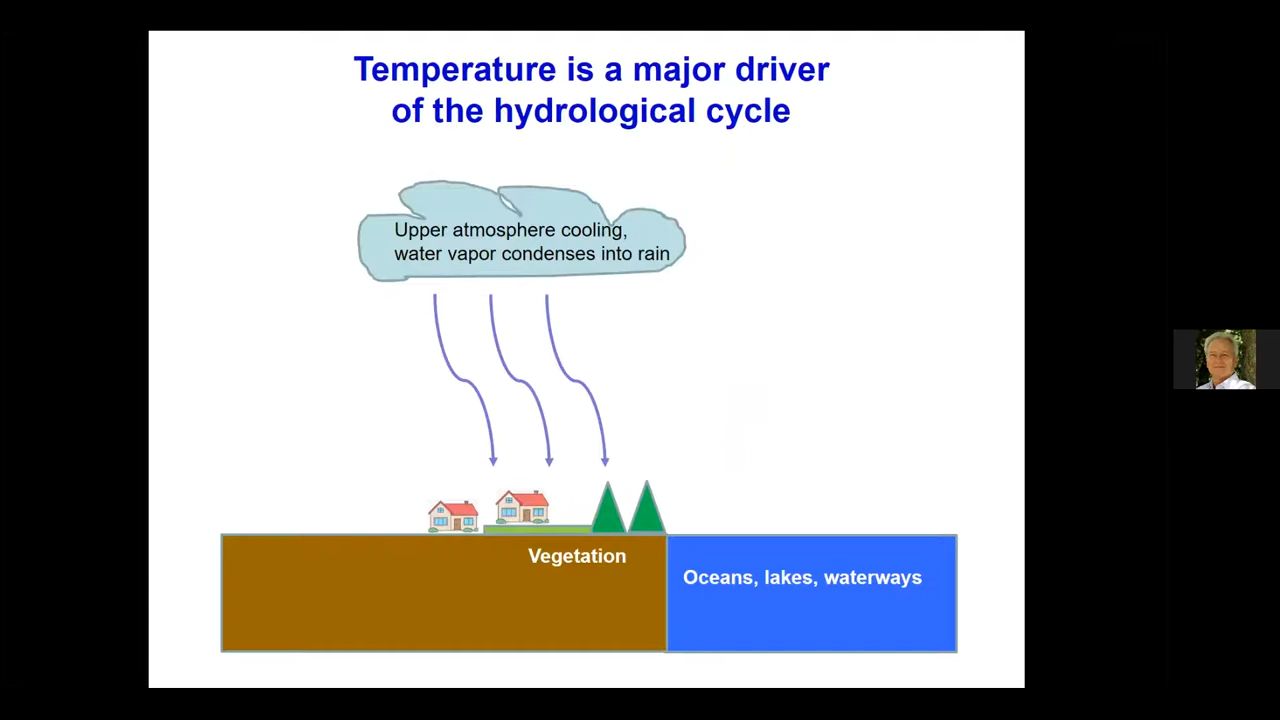 Temperature is a major driver
of the hydrological cycle
Upper atmosphere cooling,
water vapor condenses into rain
Vegetation
Oceans, lakes, waterways